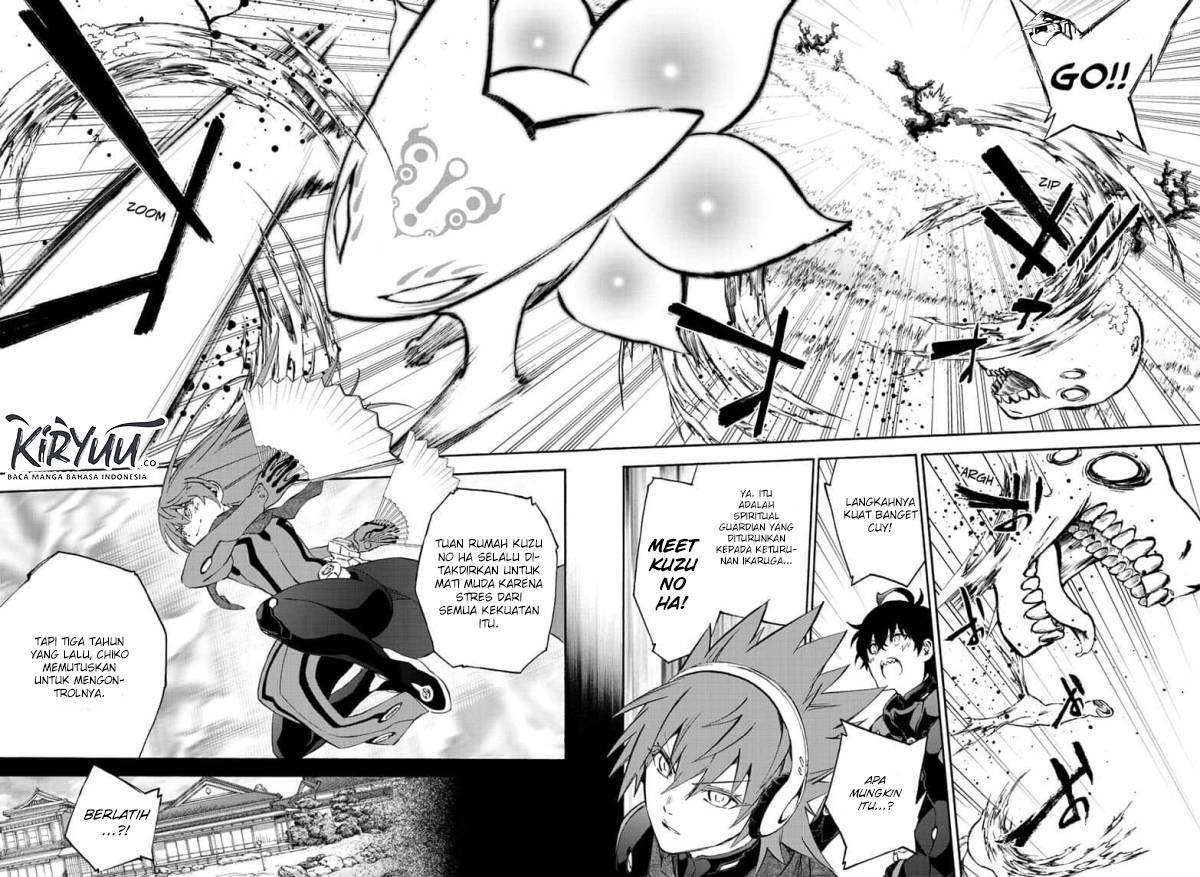 GO!!
ZIP
ZOOM
ARGH
LANGKAHNYA
KUAT BANGET
CUY!
APA
MUNGKIN
ITU...?
YA. ITU
ADALAH
SPIRITUAL
GUARDIAN YANG
DITURUNKAN
KEPADA KETURU-
NAN IKARUGA...
MEET
KUZU
NO
HA!
TUAN RUMAH KUZU
NO HA SELALU DI-
TAKDIRKAN UNTUK
MATI MUDA KARENA
STRES DARI
SEMUA KEKUATAN
ITU.
TAPI TIGA TAHUN
YANG LALU, CHIKO
MEMUTUSKAN
UNTUK MENGON-
TROLNYA.
BERLATIH
...?!
KIRYUU
.CO
BACA MANGA BAHASA INDONESIA